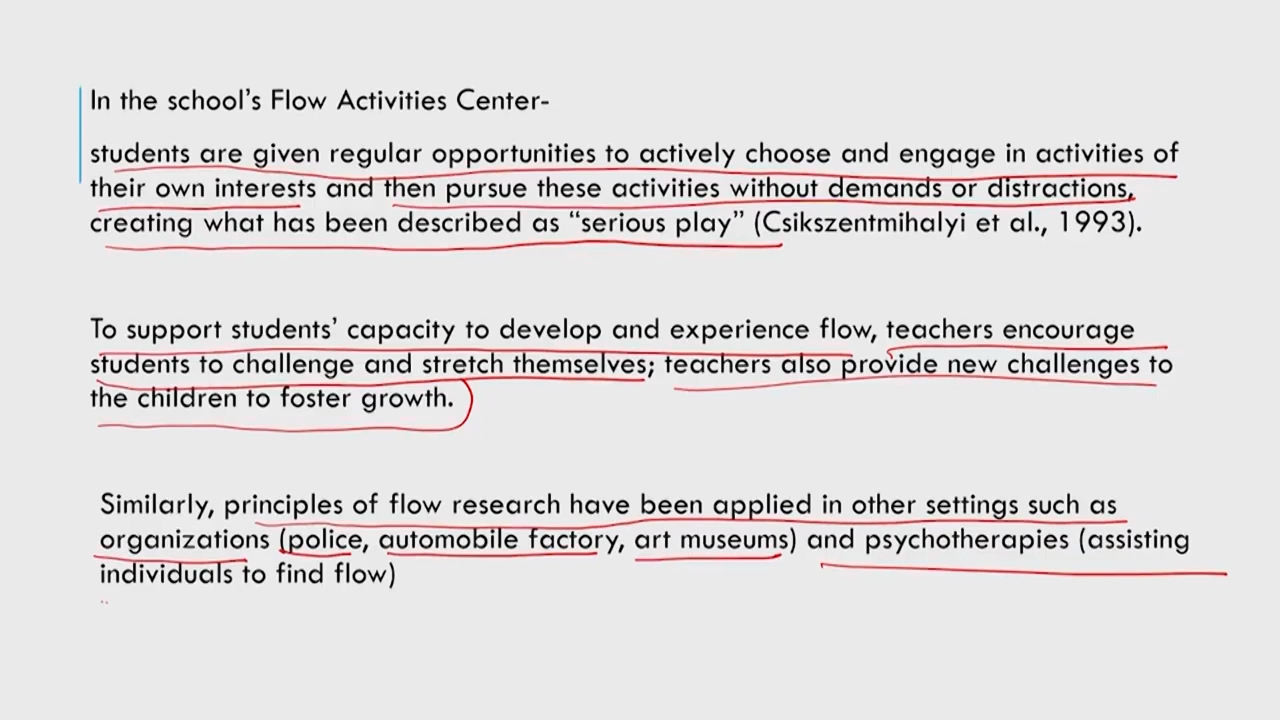 In the school’s Flow Activities Center-
students are given regular opportunities to actively choose and engage in activities of
their own interests and then pursue these activities without demands or distractions,
creating what has been described as “serious play” (Csikszentmihalyi et al., 1993).
To support students’ capacity to develop and experience flow, teachers encourage
students to challenge and stretch themselves; teachers also provide new challenges to
the children to foster growth.
Similarly, principles of flow research have been applied in other settings such as
organizations (police, automobile factory, art museums) and psychotherapies (assisting
individuals to find flow)